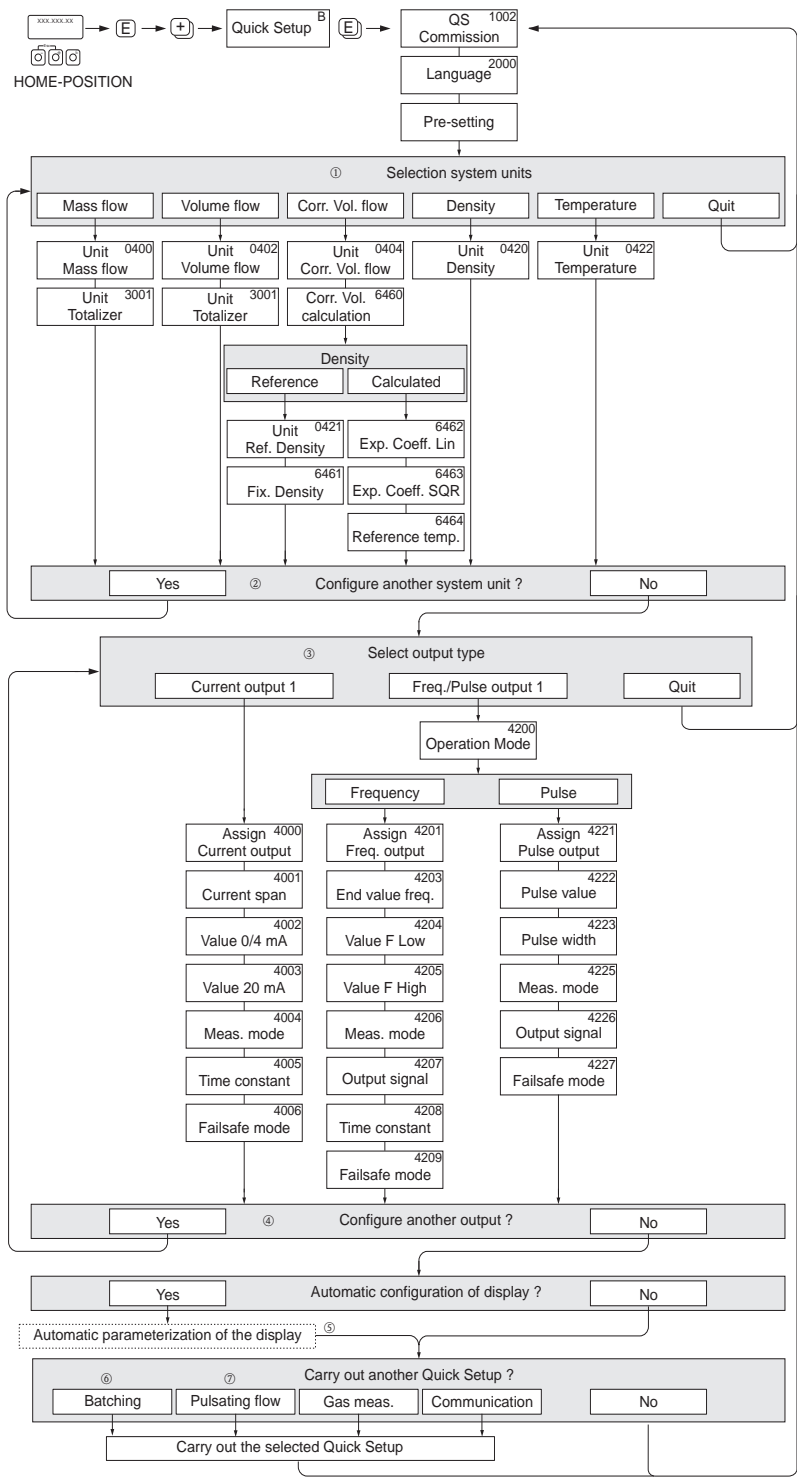 xxx.xxx.xx
E
+
Quick Setup B
E
QS 1002
Commission
Esc
- + E
HOME-POSITION
Language 2000
Pre-setting
① Selection system units
Mass flow Volume flow Corr. Vol. flow Density Temperature Quit
Unit 0400
Mass flow
Unit 0402
Volume flow
Unit 0404
Corr. Vol. flow
Unit 0420
Density
Unit 0422
Temperature
Unit 3001
Totalizer
Unit 3001
Totalizer
Corr. Vol. 6460
calculation
Density
Reference Calculated
Unit 0421
Ref. Density
6462
Exp. Coeff. Lin
6461
Fix. Density
6463
Exp. Coeff. SQR
6464
Reference temp.
Yes ② Configure another system unit ? No
③ Select output type
Current output 1 Freq./Pulse output 1 Quit
4200
Operation Mode
Frequency Pulse
Assign 4000
Current output
Assign 4201
Freq. output
Assign 4221
Pulse output
4001
Current span
4203
End value freq.
4222
Pulse value
4002
Value 0/4 mA
4204
Value F Low
4223
Pulse width
4003
Value 20 mA
4205
Value F High
4225
Meas. mode
4004
Meas. mode
4206
Meas. mode
4226
Output signal
4005
Time constant
4207
Output signal
4227
Failsafe mode
4006
Failsafe mode
4208
Time constant
4209
Failsafe mode
Yes ④ Configure another output ? No
Yes Automatic configuration of display ? No
Automatic parameterization of the display ⑤
Carry out another Quick Setup ?
⑥ ⑦
Batching Pulsating flow Gas meas. Communication No
Carry out the selected Quick Setup